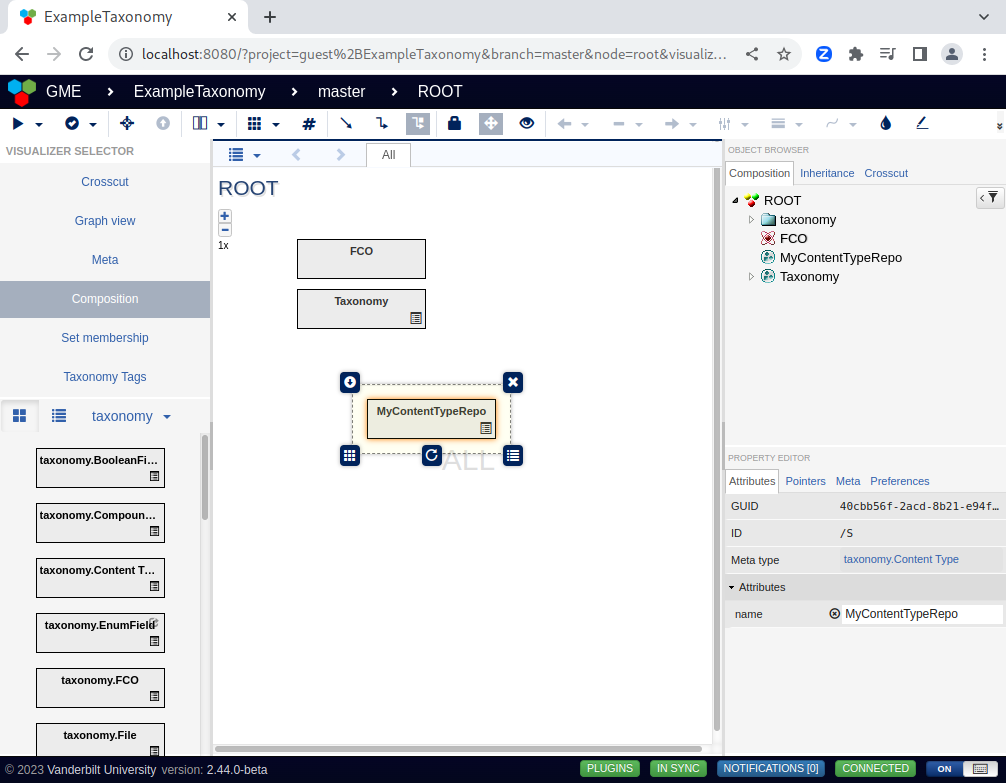 ExampleTaxonomy
localhost:8080/?project=guest%2BExampleTaxonomy&branch=master&node=root&visualiz...
GME > ExampleTaxonomy > master > ROOT
VISUALIZER SELECTOR
Crosscut
Graph view
Meta
Composition
Set membership
Taxonomy Tags
taxonomy
taxonomy.BooleanFi...
taxonomy.Compoun...
taxonomy.Content T...
taxonomy.EnumField
taxonomy.FCO
taxonomy.File
All
ROOT
1x
FCO
Taxonomy
MyContentTypeRepo
ALL
OBJECT BROWSER
Composition Inheritance Crosscut
ROOT
taxonomy
FCO
MyContentTypeRepo
Taxonomy
PROPERTY EDITOR
Attributes Pointers Meta Preferences
GUID 40cbb56f-2acd-8b21-e94f...
ID /S
Meta type taxonomy.Content Type
Attributes
name MyContentTypeRepo
© 2023 Vanderbilt University version: 2.44.0-beta PLUGINS IN SYNC NOTIFICATIONS [0] CONNECTED ON